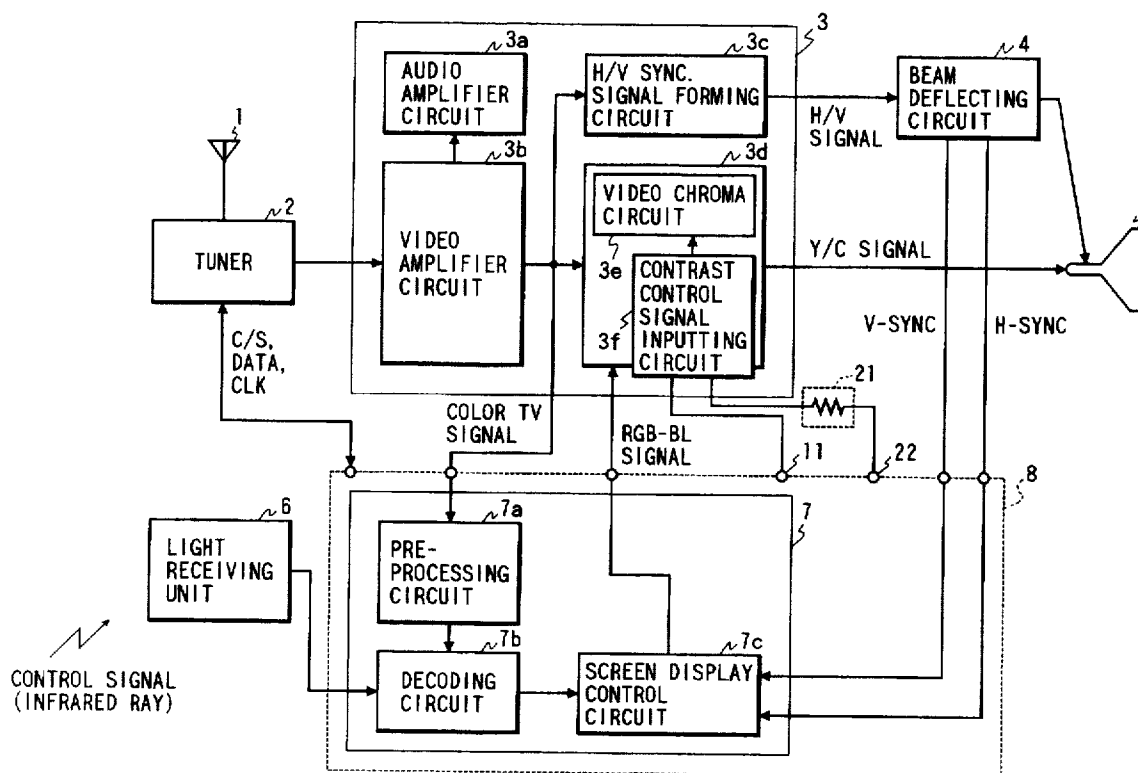 3a
AUDIO
AMPLIFIER
CIRCUIT
3c
H/V SYNC.
SIGNAL FORMING
CIRCUIT
3
4
BEAM
DEFLECTING
CIRCUIT
H/V
SIGNAL
1
3b
VIDEO
AMPLIFIER
CIRCUIT
3d
VIDEO CHROMA
CIRCUIT
3e
CONTRAST
CONTROL
SIGNAL
INPUTTING
CIRCUIT
3f
2
TUNER
Y/C SIGNAL
V-SYNC
H-SYNC
C/S,
DATA,
CLK
21
COLOR TV
SIGNAL
RGB-BL
SIGNAL
11
22
8
6
LIGHT
RECEIVING
UNIT
7a
PRE-
PROCESSING
CIRCUIT
7
7b
DECODING
CIRCUIT
7c
SCREEN DISPLAY
CONTROL
CIRCUIT
CONTROL SIGNAL
(INFRARED RAY)